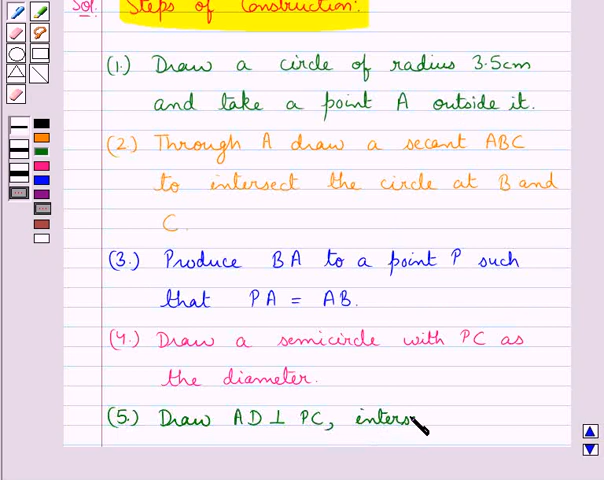 Sol. Steps of Construction:
(1.) Draw a circle of radius 3.5cm
and take a point A outside it.
(2.) Through A draw a secant ABC
to intersect the circle at B and
C.
(3.) Produce BA to a point P such
that PA = AB.
(4.) Draw a semicircle with PC as
the diameter.
(5.) Draw AD ⊥ PC, inters